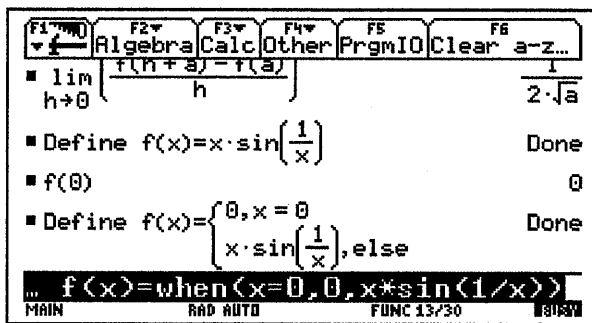 F1 F2 F3 F4 F5 F6
Algebra Calc Other PrgmIO Clear a-z…
▪ lim h→0 (f(h + a) − f(a) / h) 1 / 2·√a
▪ Define f(x)=x·sin(1/x) Done
▪ f(0) 0
▪ Define f(x)={0,x = 0 Done
x·sin(1/x),else
… f(x)=when(x=0,0,x*sin(1/x))
MAIN RAD AUTO FUNC 13/30 BUSY